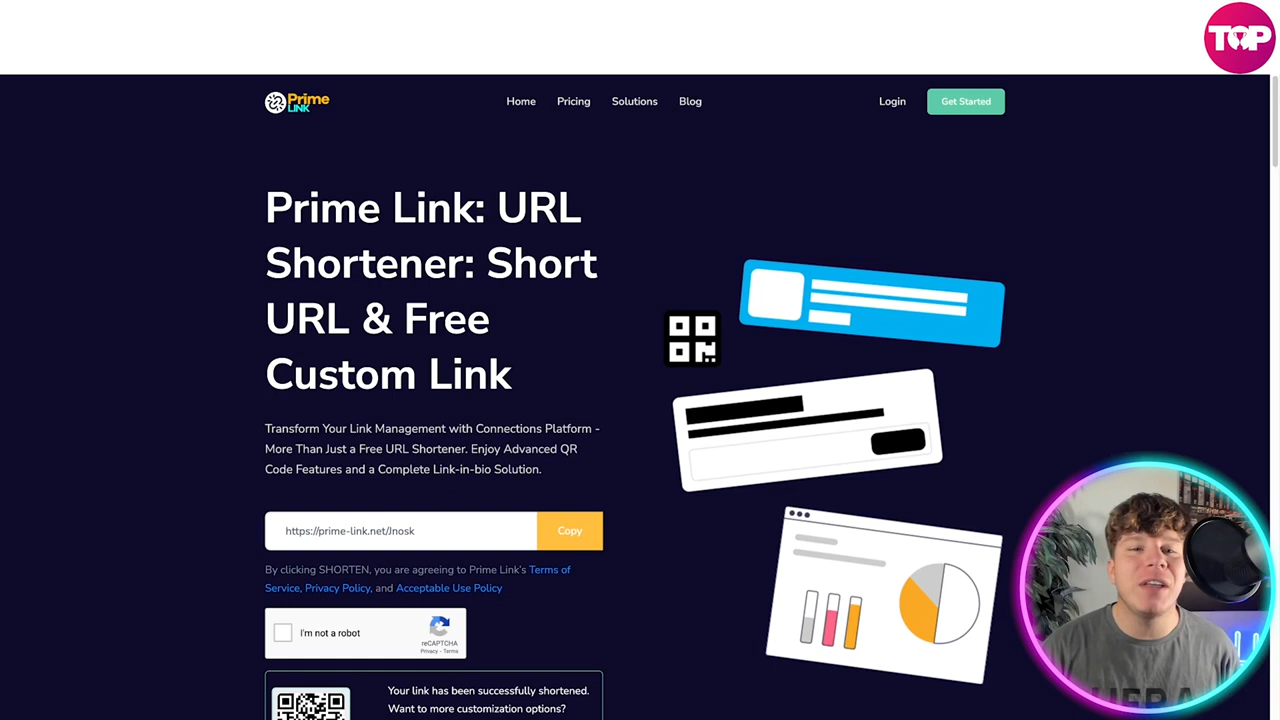 TOP
Prime
LINK
Home
Pricing
Solutions
Blog
Login
Get Started
Prime Link: URL
Shortener: Short
URL & Free
Custom Link
Transform Your Link Management with Connections Platform -
More Than Just a Free URL Shortener. Enjoy Advanced QR
Code Features and a Complete Link-in-bio Solution.
https://prime-link.net/Jnosk
Copy
By clicking SHORTEN, you are agreeing to Prime Link's Terms of
Service, Privacy Policy, and Acceptable Use Policy
I'm not a robot
reCAPTCHA
Privacy - Terms
Your link has been successfully shortened.
Want to more customization options?